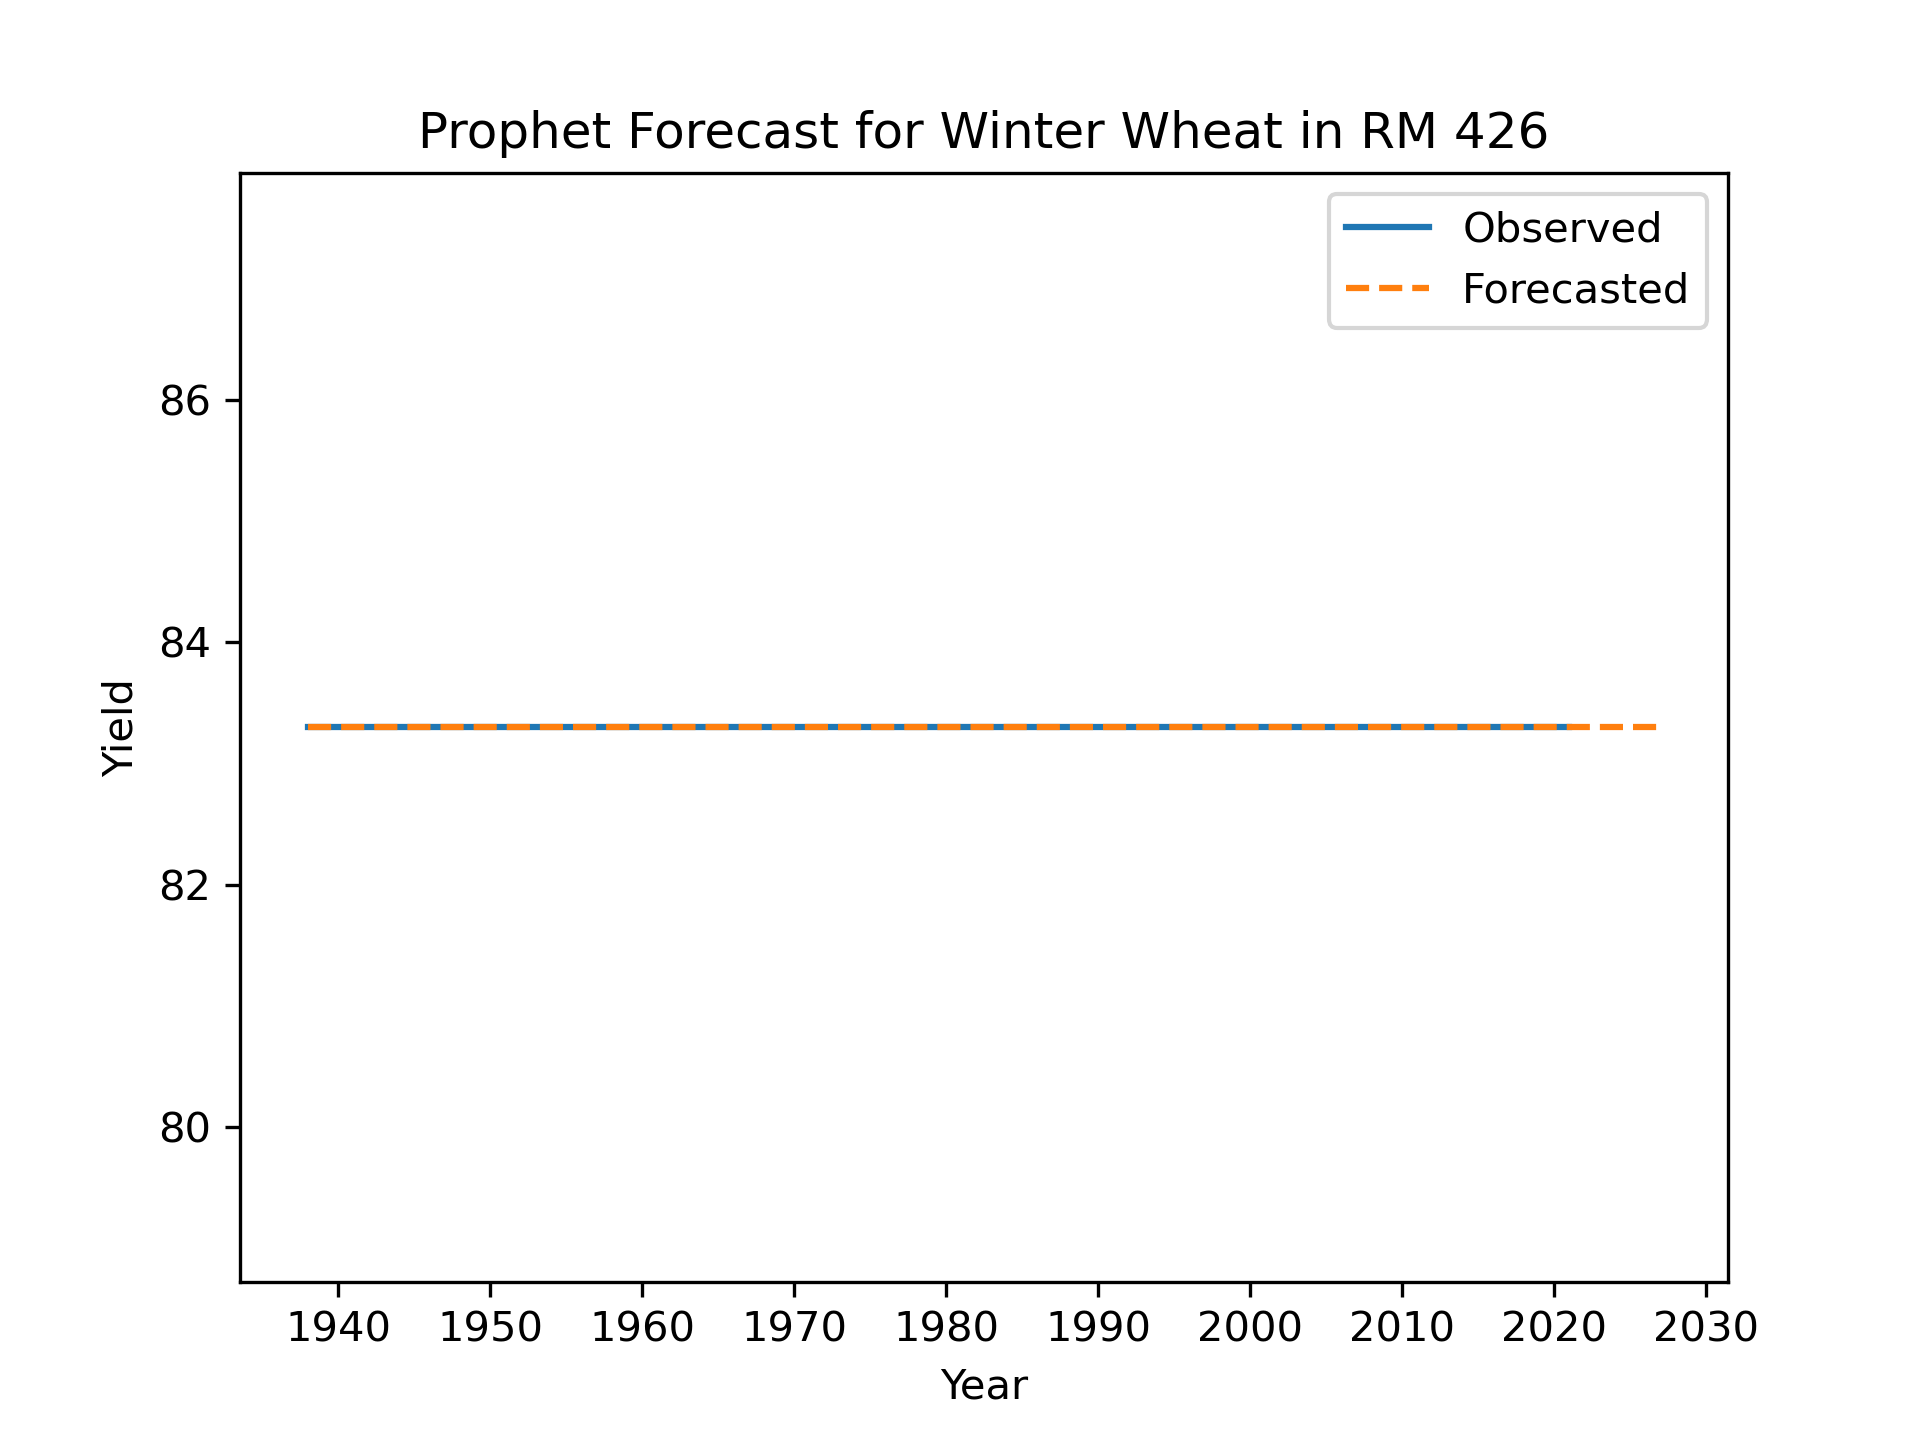 Prophet Forecast for Winter Wheat in RM 426
Observed
Forecasted
86
84
82
80
Yield
1940 1950 1960 1970 1980 1990 2000 2010 2020 2030
Year